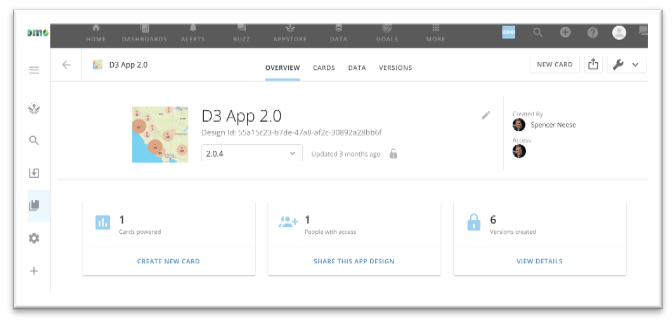 DOMO
HOME DASHBOARDS ALERTS BUZZ APPSTORE DATA GOALS MORE
D3 App 2.0 OVERVIEW CARDS DATA VERSIONS NEW CARD
D3 App 2.0
Design Id: 55a15c23-b7de-47a8-af2c-30892a28bb6f
2.0.4 Updated 3 months ago
Created By
Spencer Neese
Access
1
Cards powered
CREATE NEW CARD
1
People with access
SHARE THIS APP DESIGN
6
Versions created
VIEW DETAILS